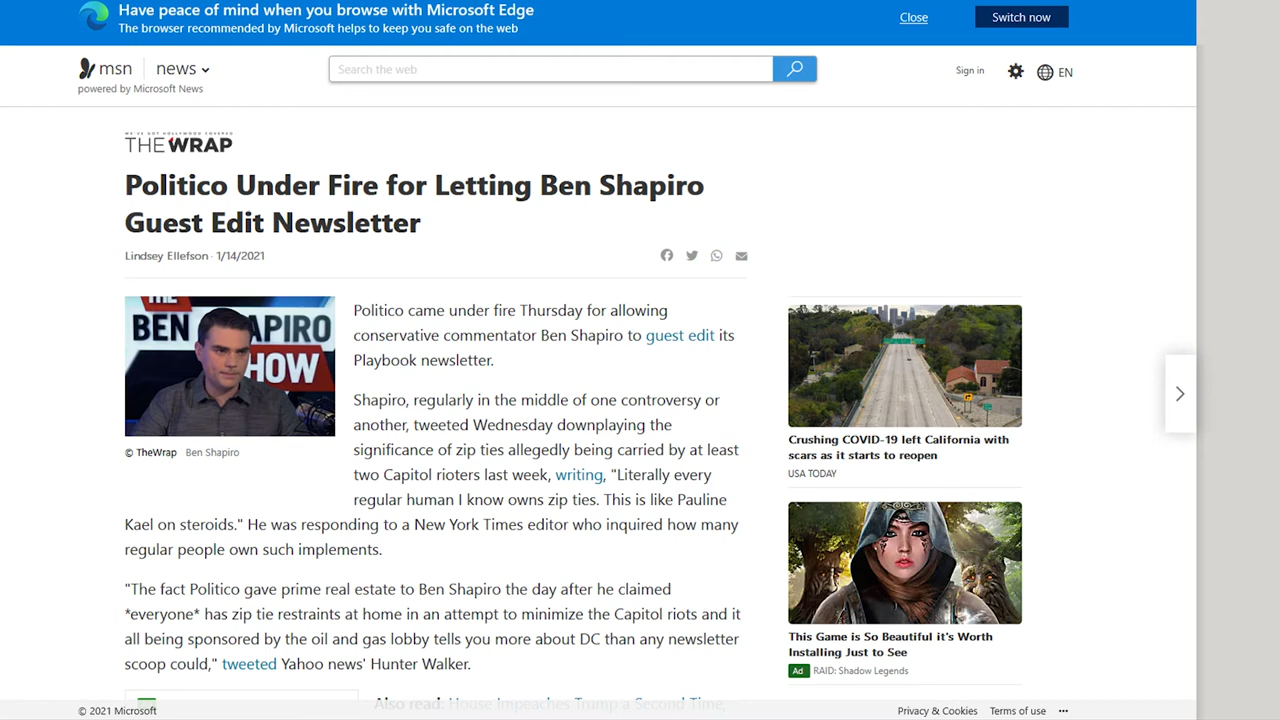 Have peace of mind when you browse with Microsoft Edge
The browser recommended by Microsoft helps to keep you safe on the web
Close
Switch now
msn
news
powered by Microsoft News
Search the web
Sign in
EN
WE'VE GOT HOLLYWOOD COVERED
THE WRAP
Politico Under Fire for Letting Ben Shapiro
Guest Edit Newsletter
Lindsey Ellefson · 1/14/2021
THE
BEN APIRO
HOW
© TheWrap Ben Shapiro
Politico came under fire Thursday for allowing
conservative commentator Ben Shapiro to guest edit its
Playbook newsletter.
Shapiro, regularly in the middle of one controversy or
another, tweeted Wednesday downplaying the
significance of zip ties allegedly being carried by at least
two Capitol rioters last week, writing, "Literally every
regular human I know owns zip ties. This is like Pauline
Kael on steroids." He was responding to a New York Times editor who inquired how many
regular people own such implements.
"The fact Politico gave prime real estate to Ben Shapiro the day after he claimed
*everyone* has zip tie restraints at home in an attempt to minimize the Capitol riots and it
all being sponsored by the oil and gas lobby tells you more about DC than any newsletter
scoop could," tweeted Yahoo news' Hunter Walker.
Also read: House Impeaches Trump a Second Time,
Crushing COVID-19 left California with
scars as it starts to reopen
USA TODAY
This Game is So Beautiful it's Worth
Installing Just to See
Ad RAID: Shadow Legends
© 2021 Microsoft
Privacy & Cookies
Terms of use
...